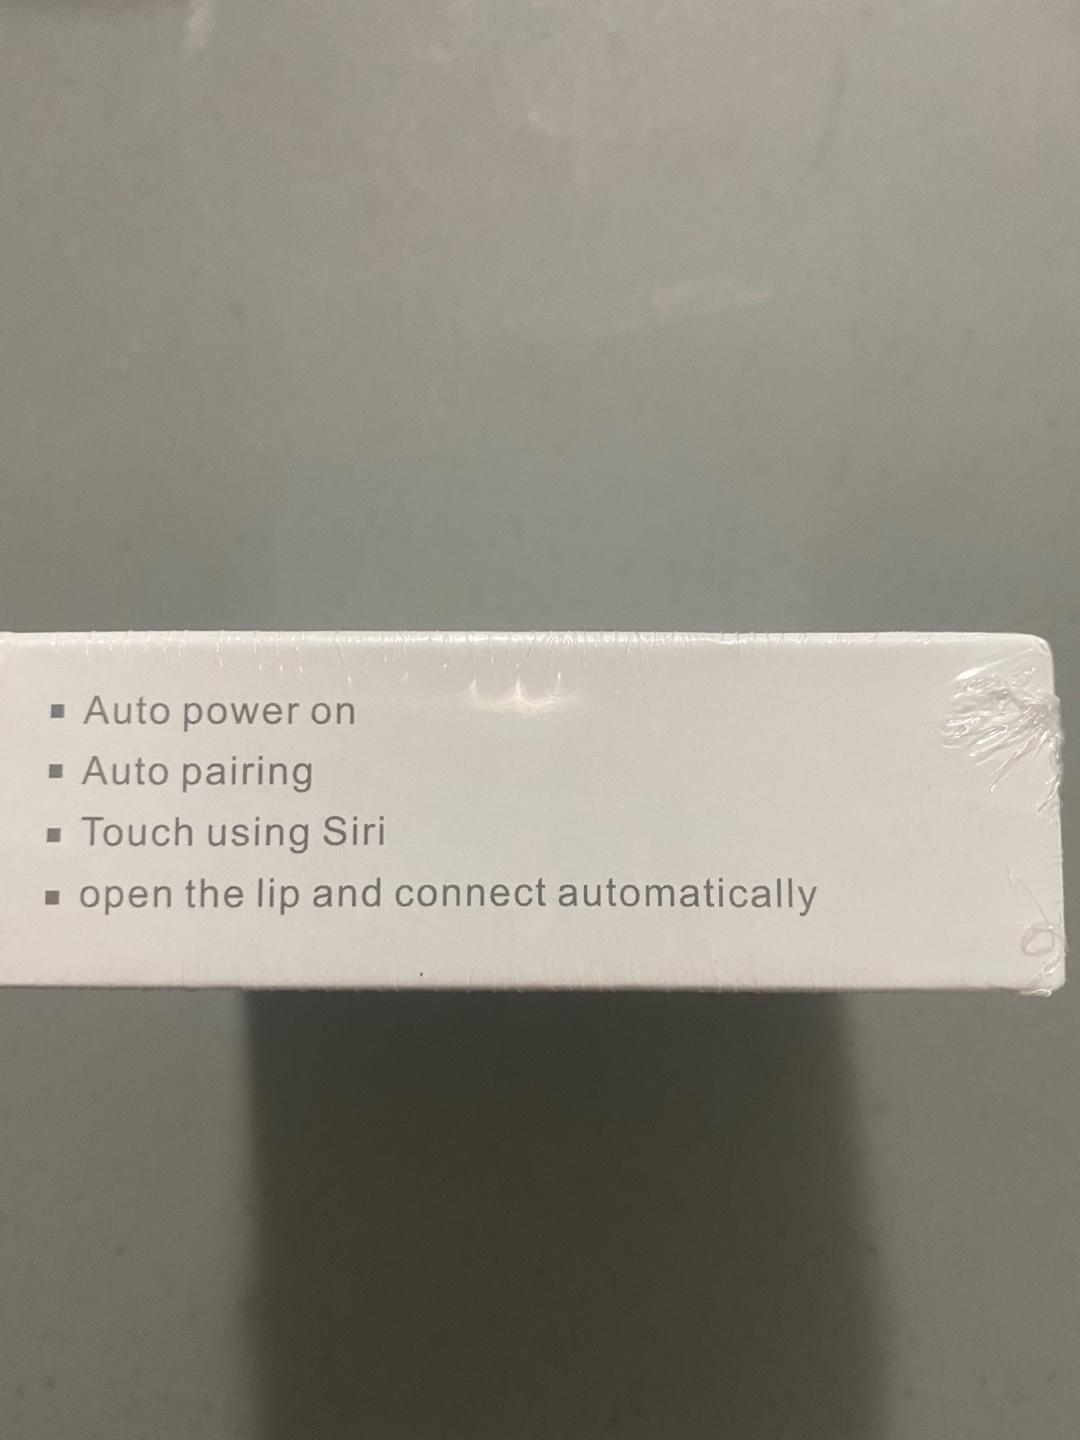 ▪ Auto power on
▪ Auto pairing
▪ Touch using Siri
▪ open the lip and connect automatically